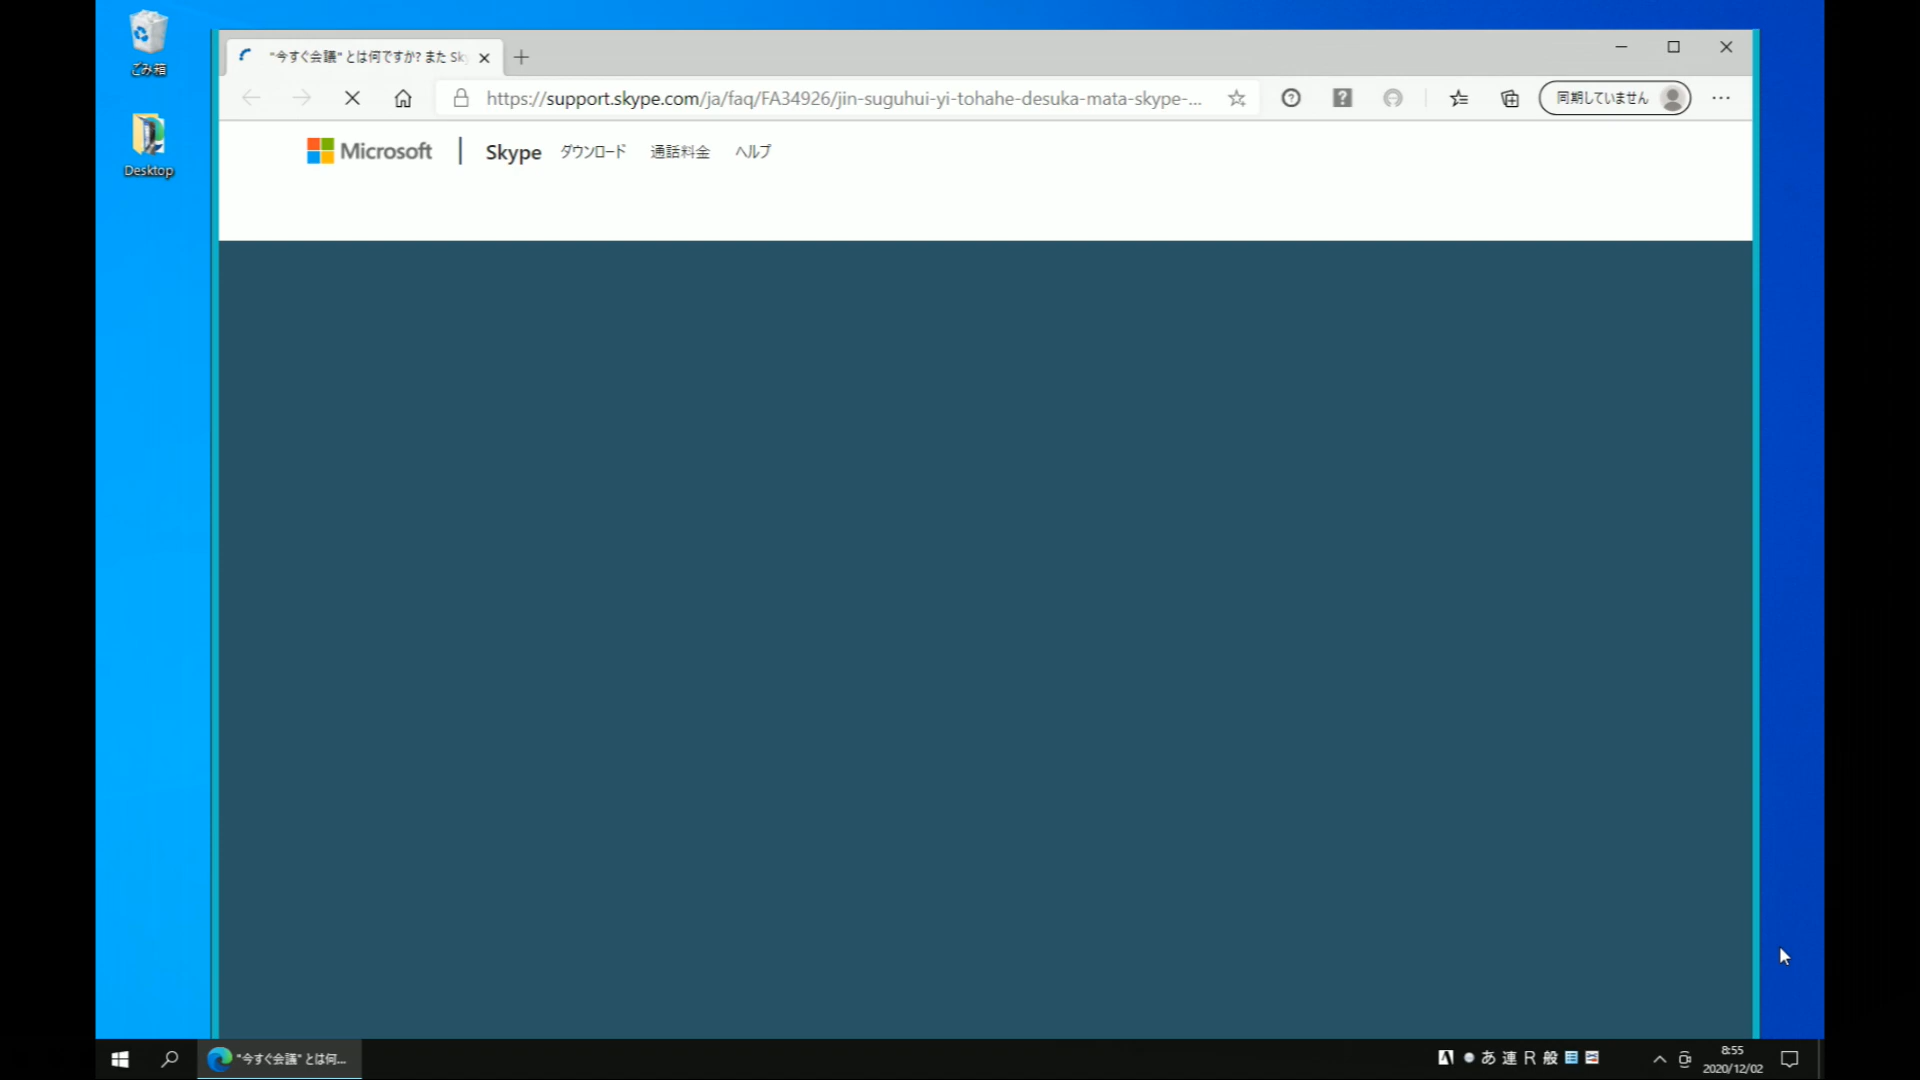 ごみ箱
Desktop
"今すぐ会議" とは何ですか? また Sk
https://support.skype.com/ja/faq/FA34926/jin-suguhui-yi-tohahe-desuka-mata-skype-...
同期していません
Microsoft
Skype ダウンロード 通話料金 ヘルプ
"今すぐ会議" とは何...
A あ 連 R 般
8:55
2020/12/02